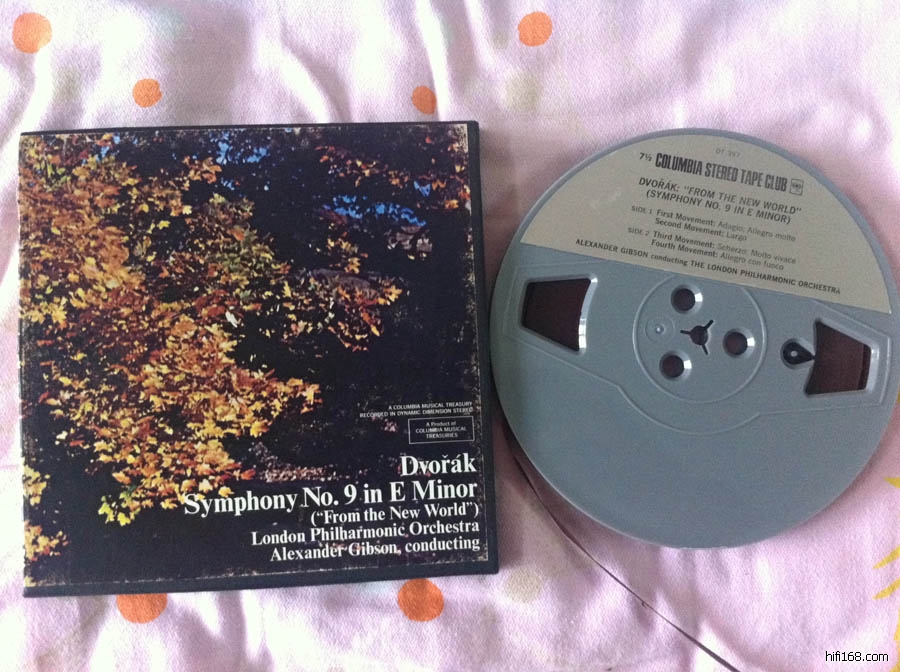 A COLUMBIA MUSICAL TREASURY
RECORDED IN DYNAMIC DIMENSION STEREO
A Product of
COLUMBIA MUSICAL
TREASURIES
Dvořák
Symphony No. 9 in E Minor
("From the New World")
London Philharmonic Orchestra
Alexander Gibson, conducting
DT 397
7½ COLUMBIA STEREO TAPE CLUB
DVOŘÁK: "FROM THE NEW WORLD"
(SYMPHONY NO. 9 IN E MINOR)
SIDE 1 First Movement: Adagio; Allegro molto
Second Movement: Largo
SIDE 2 Third Movement: Scherzo, Molto vivace
Fourth Movement: Allegro con fuoco
ALEXANDER GIBSON conducting THE LONDON PHILHARMONIC ORCHESTRA
hifi168.com